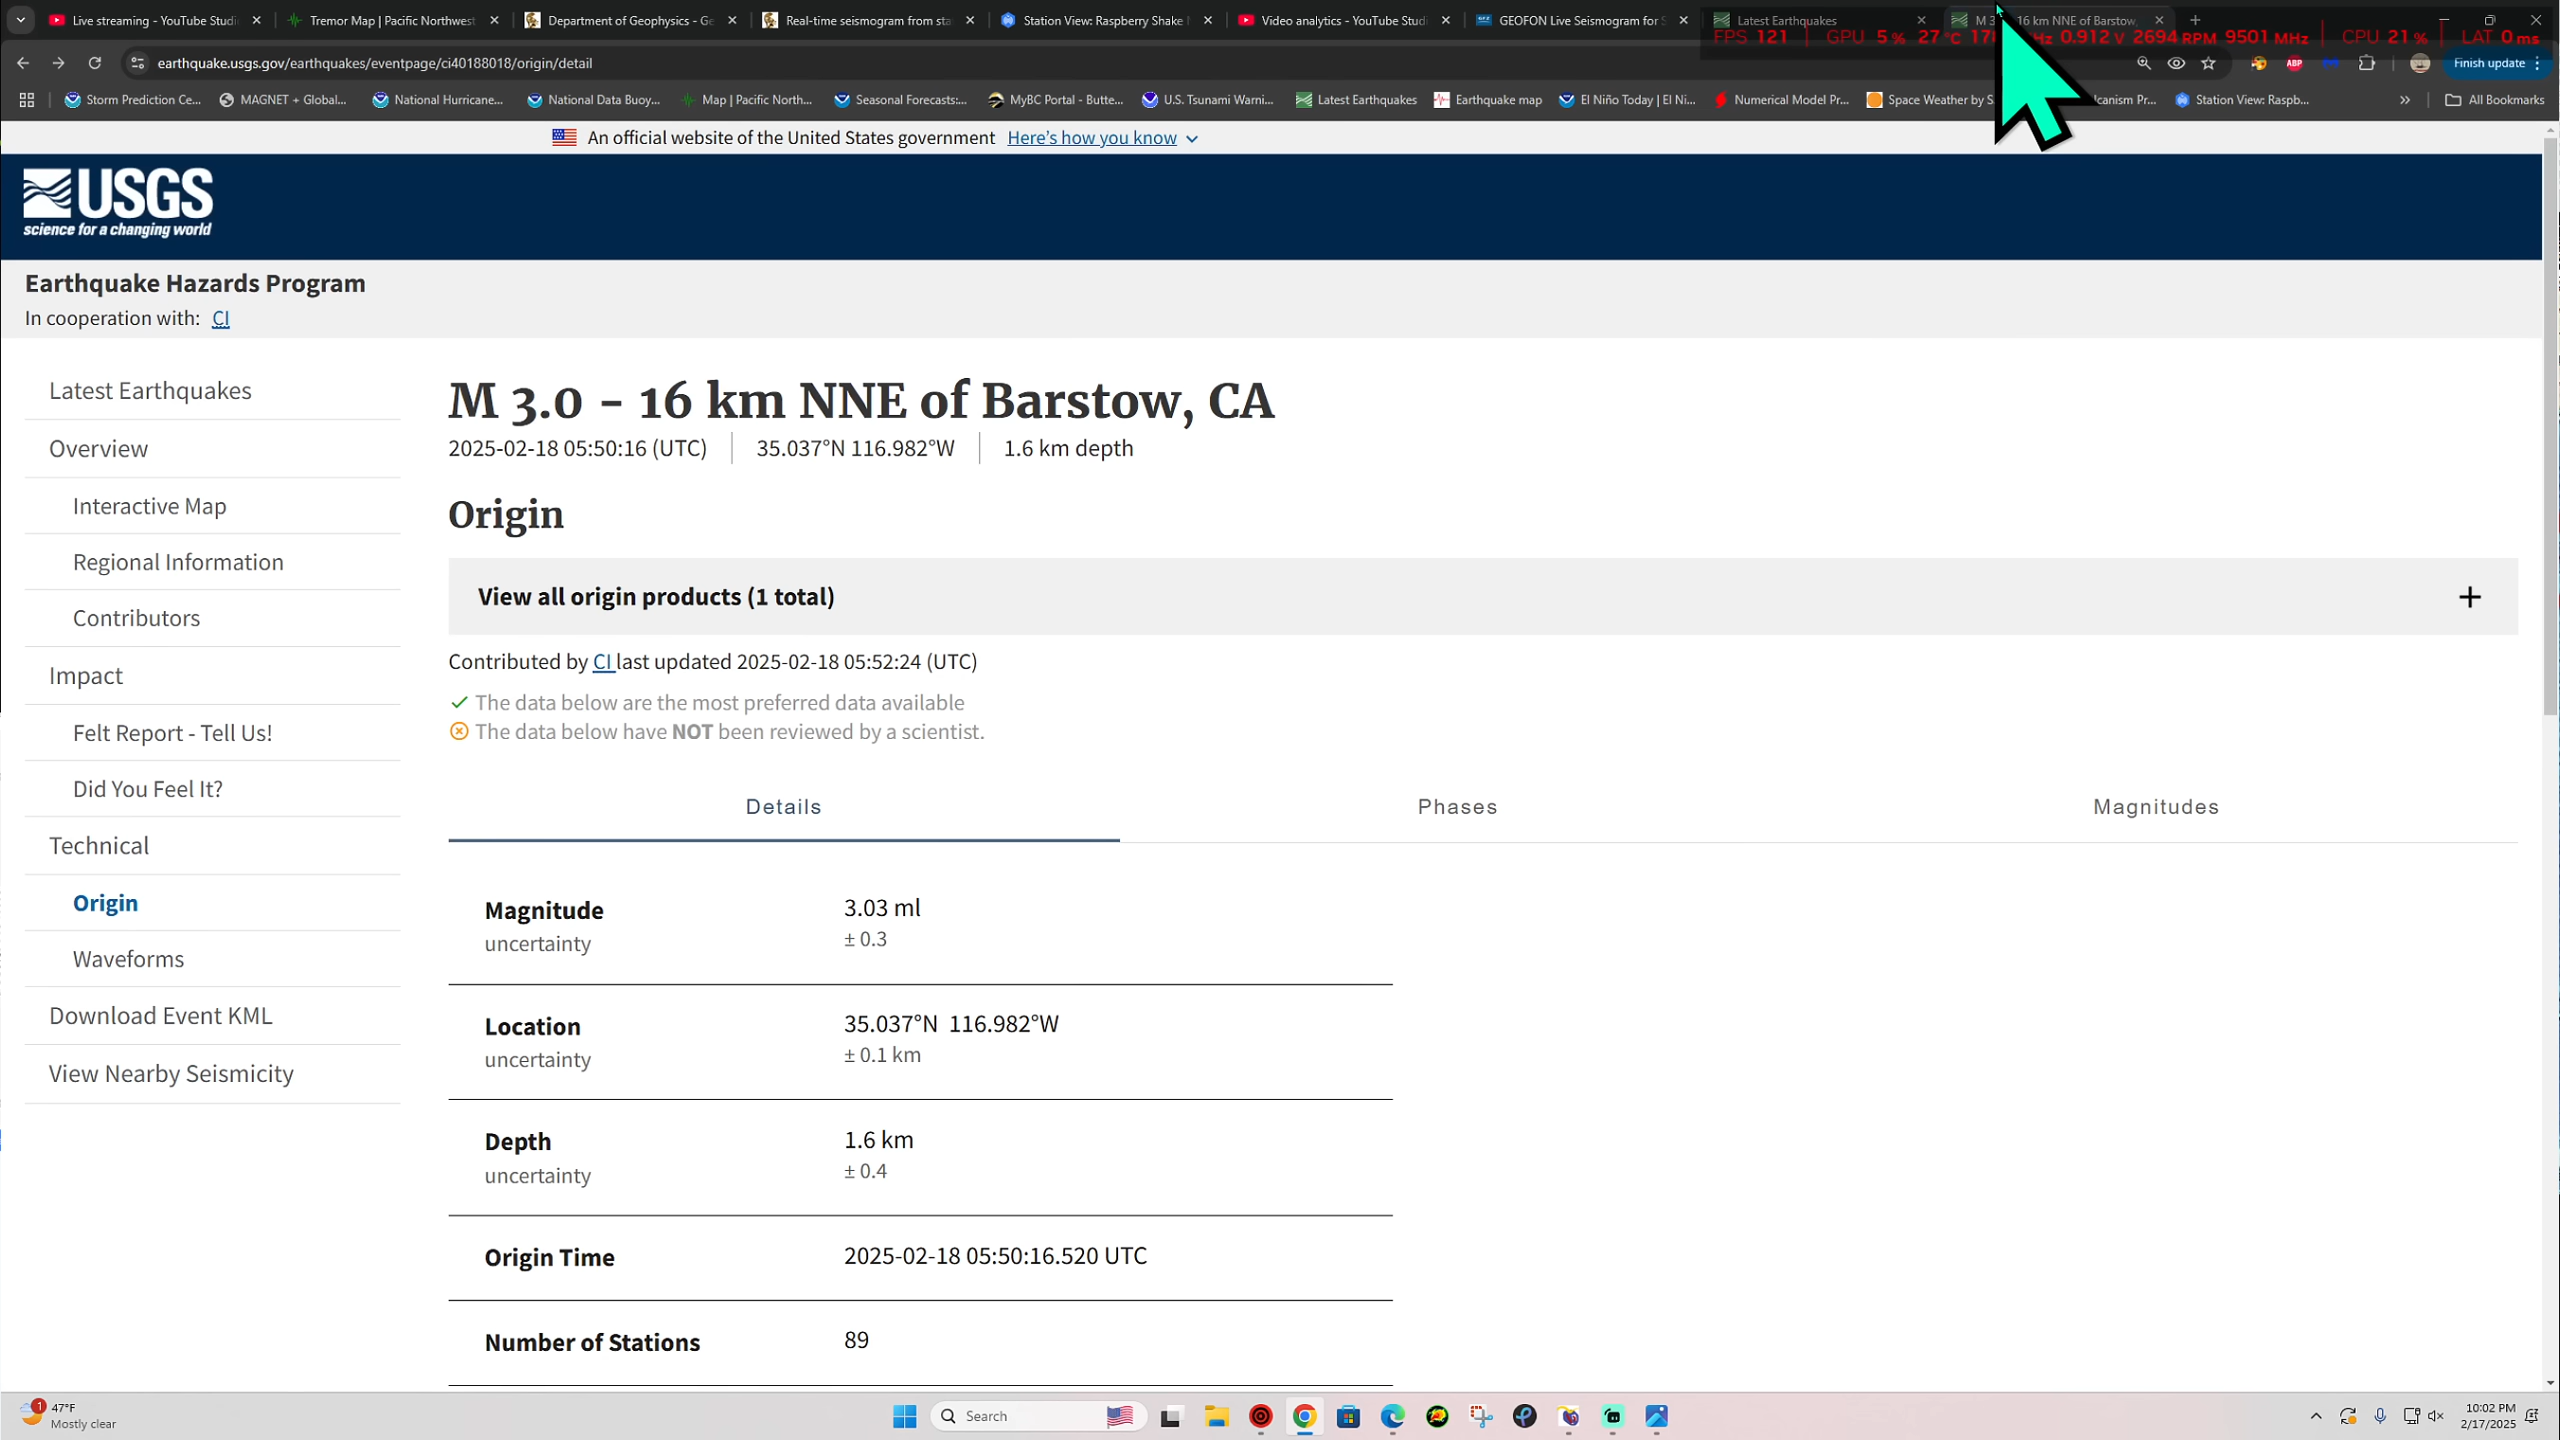 Live streaming - YouTube Studi
Tremor Map | Pacific Northwest
Department of Geophysics - Ge
Real-time seismogram from sta
Station View: Raspberry Shake
Video analytics - YouTube Studi
GEOFON Live Seismogram for S
Latest Earthquakes
16 km NNE of Barstow,
FPS 121 GPU 5 % 27 °C 0.912 V 2694 RPM 9501 MHz CPU 21 % LAT 0 ms
earthquake.usgs.gov/earthquakes/eventpage/ci40188018/origin/detail
ABP
Finish update
Storm Prediction Ce...
MAGNET + Global...
National Hurricane...
National Data Buoy...
Map | Pacific North...
Seasonal Forecasts:...
MyBC Portal - Butte...
U.S. Tsunami Warni...
Latest Earthquakes
Earthquake map
El Niño Today | El Ni...
Numerical Model Pr...
Space Weather by S
Station View: Raspb...
All Bookmarks
An official website of the United States government Here's how you know
USGS
science for a changing world
Earthquake Hazards Program
In cooperation with: CI
Latest Earthquakes
Overview
Interactive Map
Regional Information
Contributors
Impact
Felt Report - Tell Us!
Did You Feel It?
Technical
Origin
Waveforms
Download Event KML
View Nearby Seismicity
M 3.0 - 16 km NNE of Barstow, CA
2025-02-18 05:50:16 (UTC) 35.037°N 116.982°W 1.6 km depth
Origin
View all origin products (1 total) +
Contributed by CI last updated 2025-02-18 05:52:24 (UTC)
The data below are the most preferred data available
The data below have NOT been reviewed by a scientist.
Details Phases Magnitudes
Magnitude 3.03 ml
uncertainty ± 0.3
Location 35.037°N 116.982°W
uncertainty ± 0.1 km
Depth 1.6 km
uncertainty ± 0.4
Origin Time 2025-02-18 05:50:16.520 UTC
Number of Stations 89
1
47°F
Mostly clear
Search
10:02 PM
2/17/2025